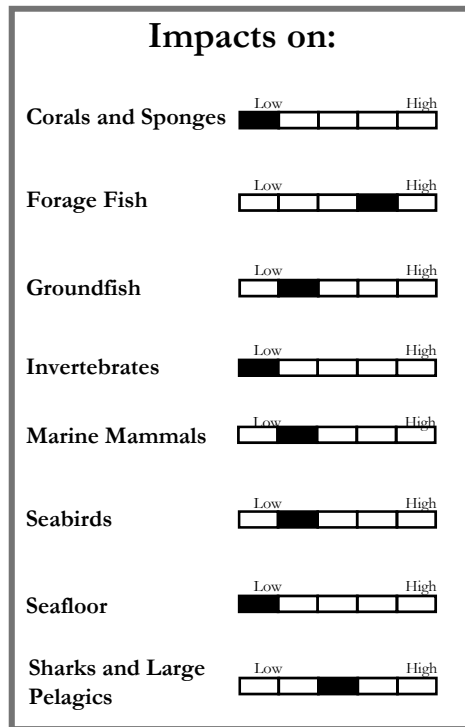 Impacts on:
Low High
Corals and Sponges
Low High
Forage Fish
Low High
Groundfish
Low High
Invertebrates
Low High
Marine Mammals
Low High
Seabirds
Low High
Seafloor
Low High
Sharks and Large
Pelagics